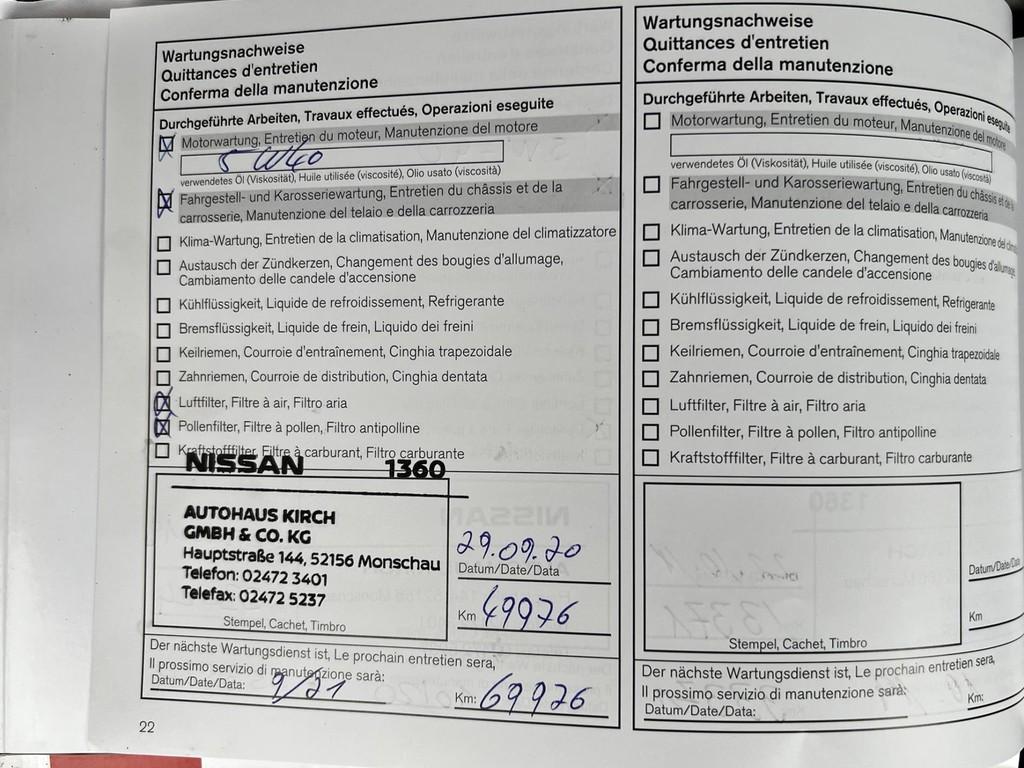 Wartungsnachweise
Quittances d'entretien
Conferma della manutenzione
Durchgeführte Arbeiten, Travaux effectués, Operazioni eseguite
Motorwartung, Entretien du moteur, Manutenzione del motore
5W40
verwendetes Öl (Viskosität), Huile utilisée (viscosité), Olio usato (viscosità)
Fahrgestell- und Karosseriewartung, Entretien du châssis et de la
carrosserie, Manutenzione del telaio e della carrozzeria
Klima-Wartung, Entretien de la climatisation, Manutenzione del climatizzatore
Austausch der Zündkerzen, Changement des bougies d'allumage,
Cambiamento delle candele d'accensione
Kühlflüssigkeit, Liquide de refroidissement, Refrigerante
Bremsflüssigkeit, Liquide de frein, Liquido dei freini
Keilriemen, Courroie d'entraînement, Cinghia trapezoidale
Zahnriemen, Courroie de distribution, Cinghia dentata
Luftfilter, Filtre à air, Filtro aria
Pollenfilter, Filtre à pollen, Filtro antipolline
Kraftstofffilter, Filtre à carburant, Filtro carburante
NISSAN 1360
AUTOHAUS KIRCH
GMBH & CO. KG
Hauptstraße 144, 52156 Monschau
Telefon: 02472 3401
Telefax: 02472 5237
Stempel, Cachet, Timbro
29.09.20
Datum/Date/Data
Km 49976
Der nächste Wartungsdienst ist, Le prochain entretien sera,
Il prossimo servizio di manutenzione sarà:
Datum/Date/Data: 9/21
Km: 69976
22
Wartungsnachweise
Quittances d'entretien
Conferma della manutenzione
Durchgeführte Arbeiten, Travaux effectués, Operazioni eseguite
Motorwartung, Entretien du moteur, Manutenzione del motore
verwendetes Öl (Viskosität), Huile utilisée (viscosité), Olio usato (viscosità)
Fahrgestell- und Karosseriewartung, Entretien du châssis et de la
carrosserie, Manutenzione del telaio e della carrozzeria
Klima-Wartung, Entretien de la climatisation, Manutenzione del
Austausch der Zündkerzen, Changement des bougies d'allumage,
Cambiamento delle candele d'accensione
Kühlflüssigkeit, Liquide de refroidissement, Refrigerante
Bremsflüssigkeit, Liquide de frein, Liquido dei freini
Keilriemen, Courroie d'entraînement, Cinghia trapezoidale
Zahnriemen, Courroie de distribution, Cinghia dentata
Luftfilter, Filtre à air, Filtro aria
Pollenfilter, Filtre à pollen, Filtro antipolline
Kraftstofffilter, Filtre à carburant, Filtro carburante
Datum/Date/Data
Km
Stempel, Cachet, Timbro
Der nächste Wartungsdienst ist, Le prochain entretien sera,
Il prossimo servizio di manutenzione sarà:
Datum/Date/Data:
Km: